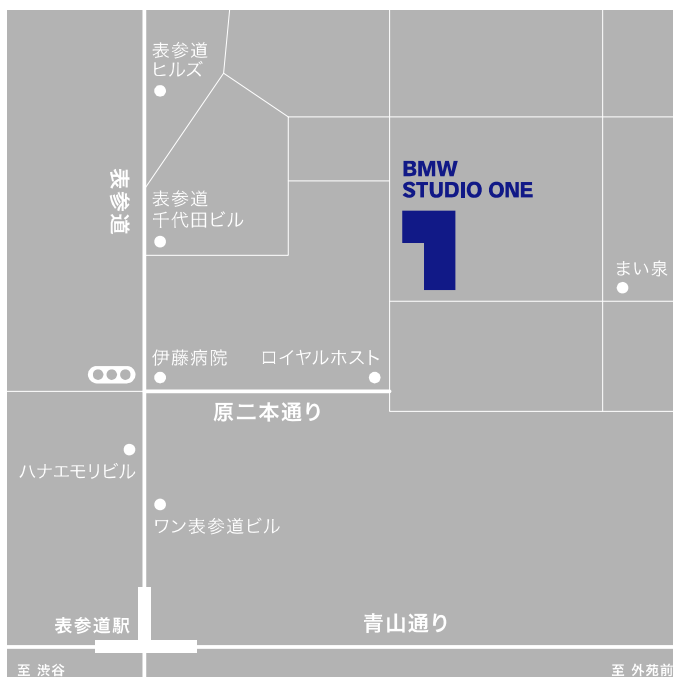 表参道
ヒルズ
表参道
BMW
STUDIO ONE
表参道
千代田ビル
まい泉
伊藤病院
ロイヤルホスト
原二本通り
ハナエモリビル
ワン表参道ビル
表参道駅
青山通り
至 渋谷
至 外苑前